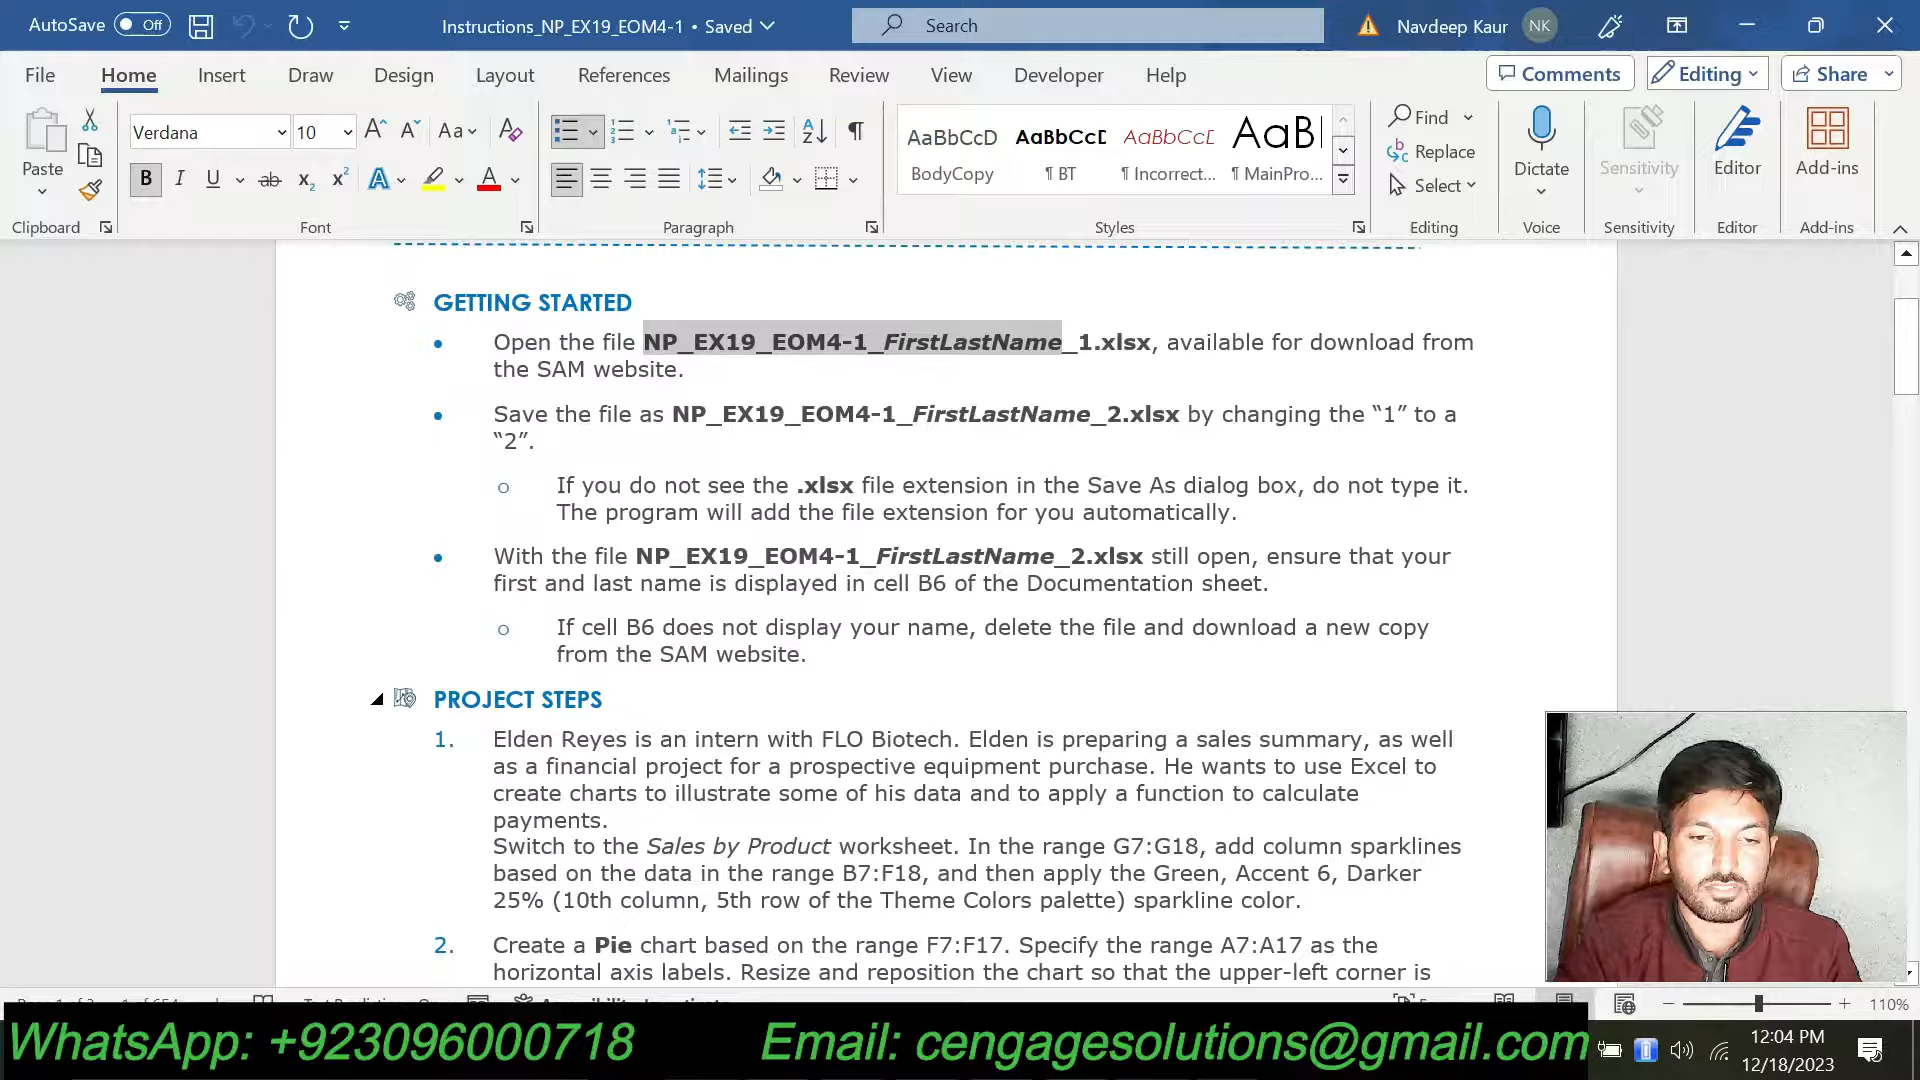 AutoSave Off Instructions_NP_EX19_EOM4-1 • Saved Search Navdeep Kaur NK
File Home Insert Draw Design Layout References Mailings Review View Developer Help Comments Editing Share
Paste Verdana 10 Aa AaBbCcD AaBbCcD AaBbCcD AaB Find Replace Select Dictate Sensitivity Editor Add-ins
BodyCopy ¶ BT ¶ Incorrect... ¶ MainPro...
Clipboard Font Paragraph Styles Editing Voice Sensitivity Editor Add-ins
GETTING STARTED
• Open the file NP_EX19_EOM4-1_FirstLastName_1.xlsx, available for download from
the SAM website.
• Save the file as NP_EX19_EOM4-1_FirstLastName_2.xlsx by changing the “1” to a
“2”.
o If you do not see the .xlsx file extension in the Save As dialog box, do not type it.
The program will add the file extension for you automatically.
• With the file NP_EX19_EOM4-1_FirstLastName_2.xlsx still open, ensure that your
first and last name is displayed in cell B6 of the Documentation sheet.
o If cell B6 does not display your name, delete the file and download a new copy
from the SAM website.
PROJECT STEPS
1. Elden Reyes is an intern with FLO Biotech. Elden is preparing a sales summary, as well
as a financial project for a prospective equipment purchase. He wants to use Excel to
create charts to illustrate some of his data and to apply a function to calculate
payments.
Switch to the Sales by Product worksheet. In the range G7:G18, add column sparklines
based on the data in the range B7:F18, and then apply the Green, Accent 6, Darker
25% (10th column, 5th row of the Theme Colors palette) sparkline color.
2. Create a Pie chart based on the range F7:F17. Specify the range A7:A17 as the
horizontal axis labels. Resize and reposition the chart so that the upper-left corner is
110%
WhatsApp: +923096000718 Email: cengagesolutions@gmail.com
12:04 PM
12/18/2023